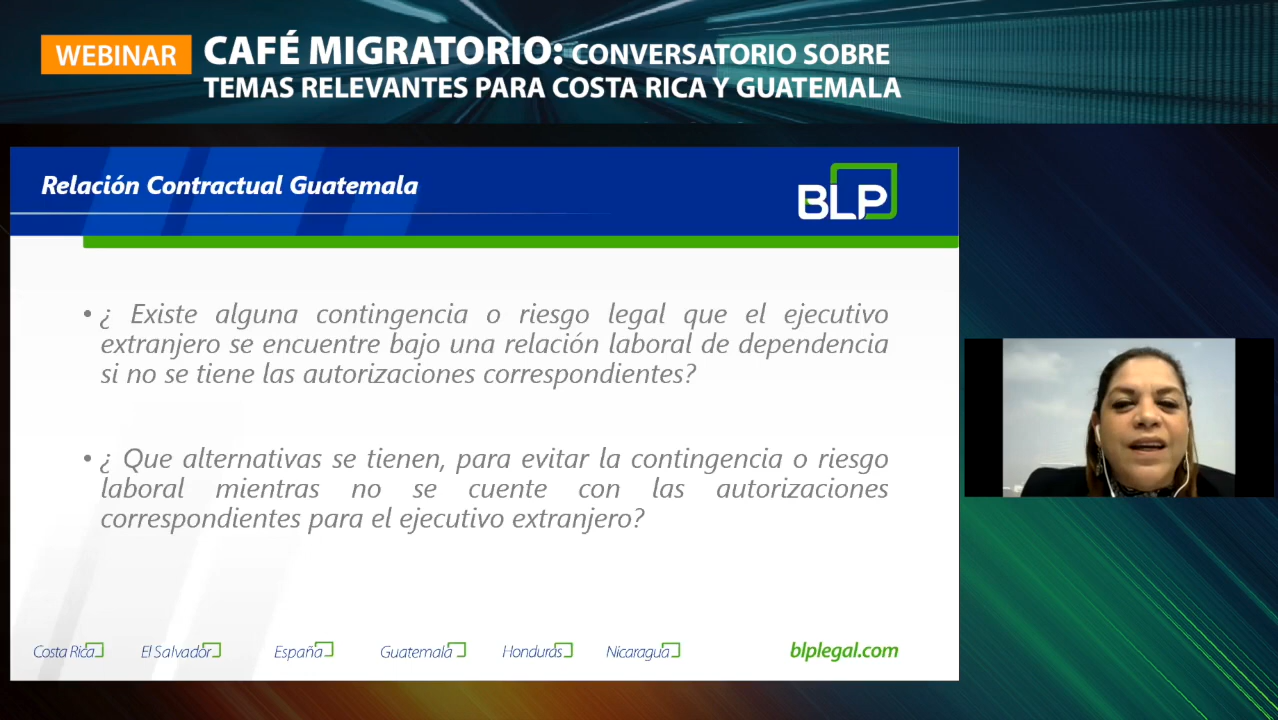 WEBINAR
CAFÉ MIGRATORIO: CONVERSATORIO SOBRE
TEMAS RELEVANTES PARA COSTA RICA Y GUATEMALA
Relación Contractual Guatemala
BLP
• ¿ Existe alguna contingencia o riesgo legal que el ejecutivo
extranjero se encuentre bajo una relación laboral de dependencia
si no se tiene las autorizaciones correspondientes?
• ¿ Que alternativas se tienen, para evitar la contingencia o riesgo
laboral mientras no se cuente con las autorizaciones
correspondientes para el ejecutivo extranjero?
Costa Rica El Salvador España Guatemala Honduras Nicaragua blplegal.com